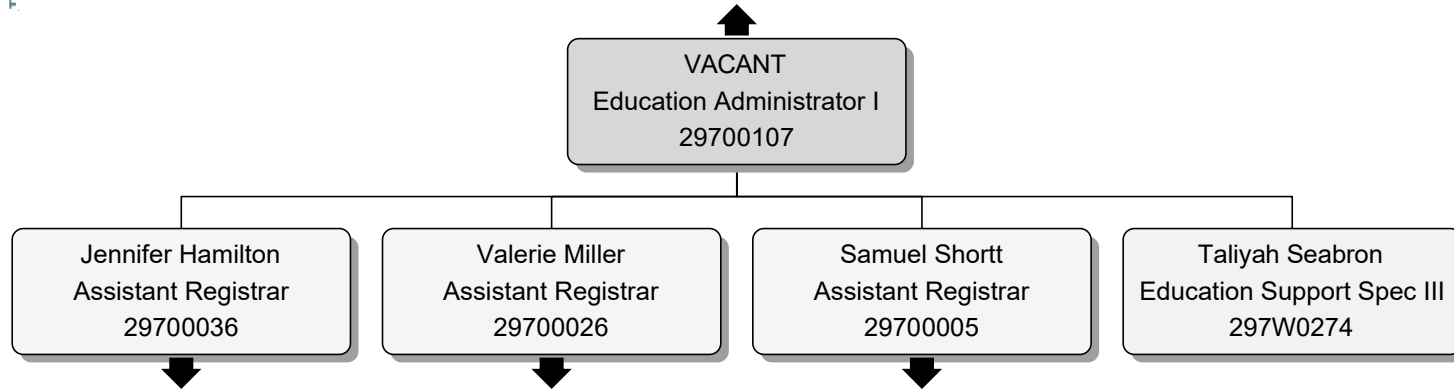 VACANT
Education Administrator I
29700107
Jennifer Hamilton
Assistant Registrar
29700036
Valerie Miller
Assistant Registrar
29700026
Samuel Shortt
Assistant Registrar
29700005
Taliyah Seabron
Education Support Spec III
297W0274